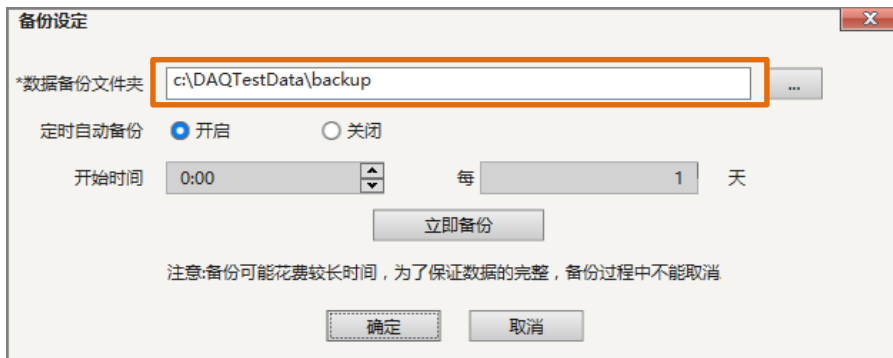 备份设定
*数据备份文件夹 c:\DAQTestData\backup ...
定时自动备份 开启 关闭
开始时间 0:00 每 1 天
立即备份
注意:备份可能花费较长时间，为了保证数据的完整，备份过程中不能取消
确定 取消